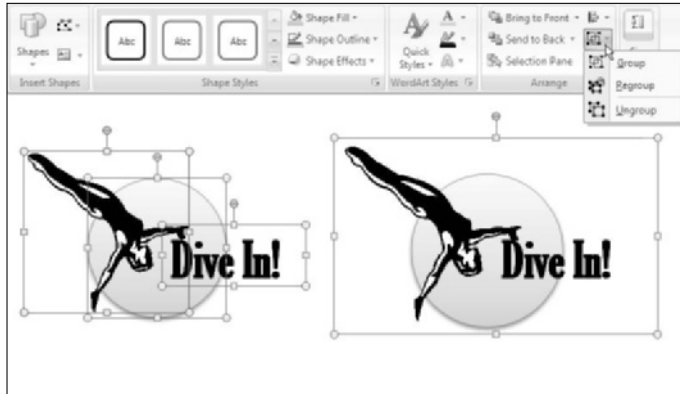 Shapes
Insert Shapes
Abc Abc Abc
Shape Fill
Shape Outline
Shape Effects
Shape Styles
Quick Styles
WordArt Styles
Bring to Front
Send to Back
Selection Pane
Arrange
Group
Regroup
Ungroup
Dive In! Dive In!